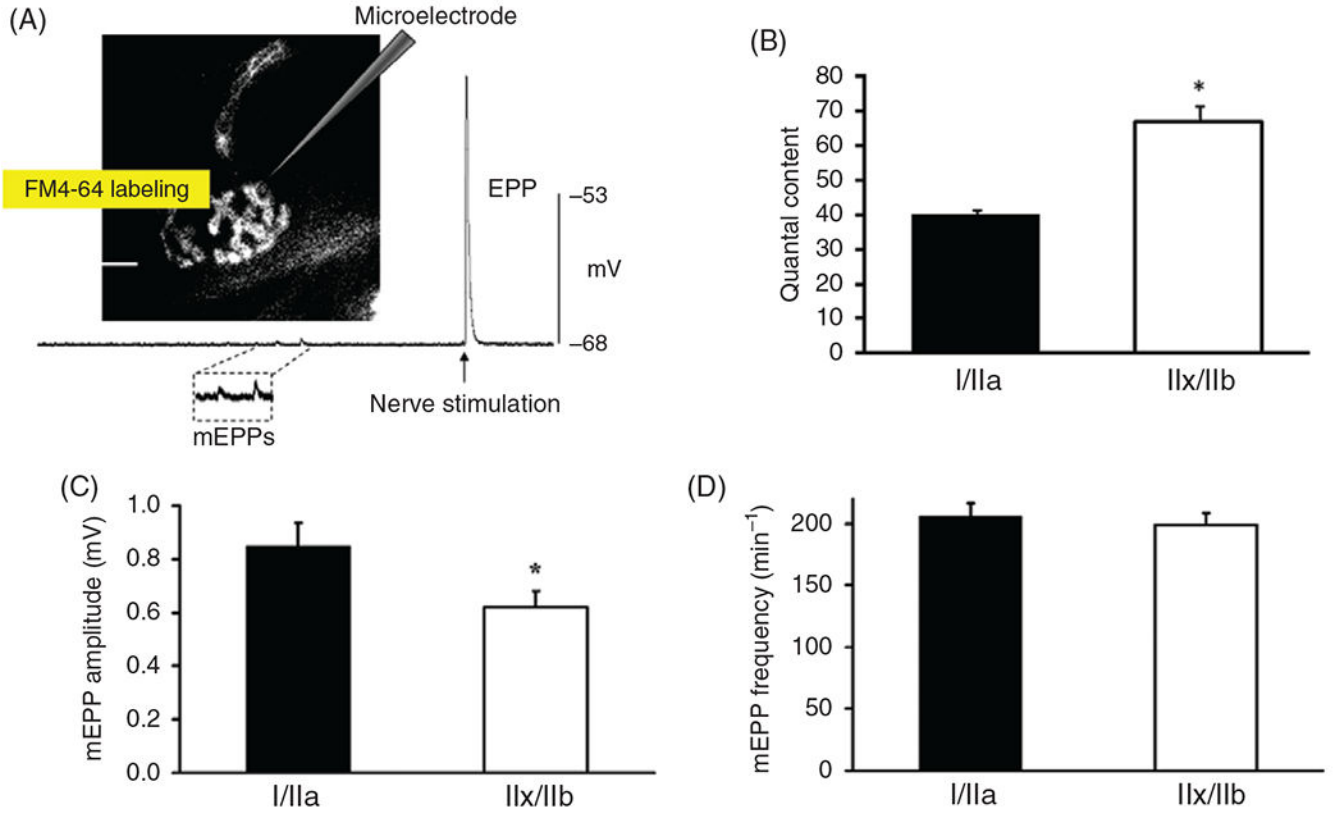 (A)
Microelectrode
FM4-64 labeling
EPP
–53
mV
–68
Nerve stimulation
mEPPs
(B)
Quantal content
80
70
60
50
40
30
20
10
0
*
I/IIa
IIx/IIb
(C)
mEPP amplitude (mV)
1.0
0.8
0.6
0.4
0.2
0.0
*
I/IIa
IIx/IIb
(D)
mEPP frequency (min⁻¹)
200
150
100
50
0
I/IIa
IIx/IIb